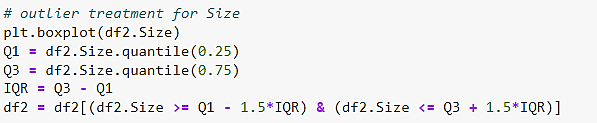 # outlier treatment for Size
plt.boxplot(df2.Size)
Q1 = df2.Size.quantile(0.25)
Q3 = df2.Size.quantile(0.75)
IQR = Q3 - Q1
df2 = df2[(df2.Size >= Q1 - 1.5*IQR) & (df2.Size <= Q3 + 1.5*IQR)]